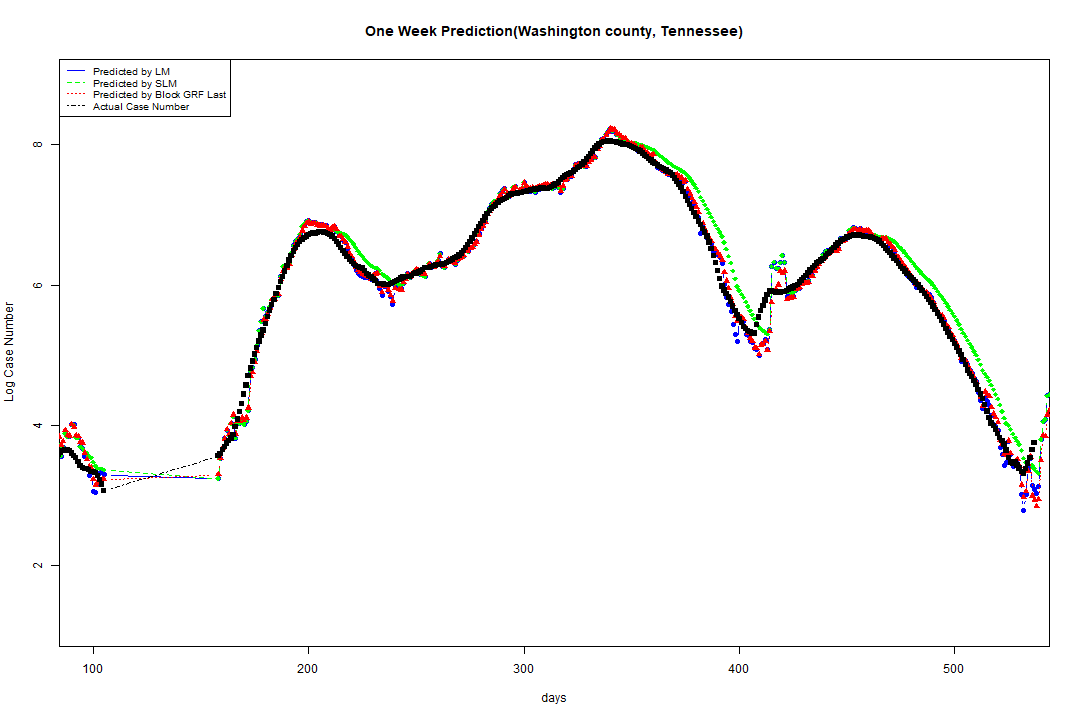 One Week Prediction(Washington county, Tennessee)
Predicted by LM
Predicted by SLM
Predicted by Block GRF Last
Actual Case Number
8
6
4
2
Log Case Number
100 200 300 400 500
days